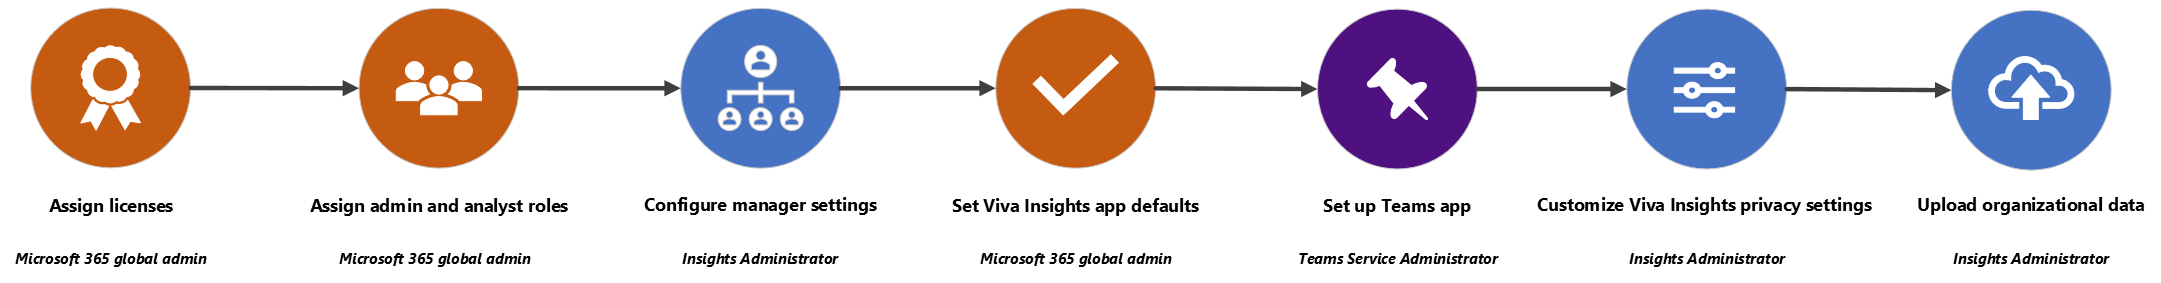 Assign licenses
Microsoft 365 global admin
Assign admin and analyst roles
Microsoft 365 global admin
Configure manager settings
Insights Administrator
Set Viva Insights app defaults
Microsoft 365 global admin
Set up Teams app
Teams Service Administrator
Customize Viva Insights privacy settings
Insights Administrator
Upload organizational data
Insights Administrator